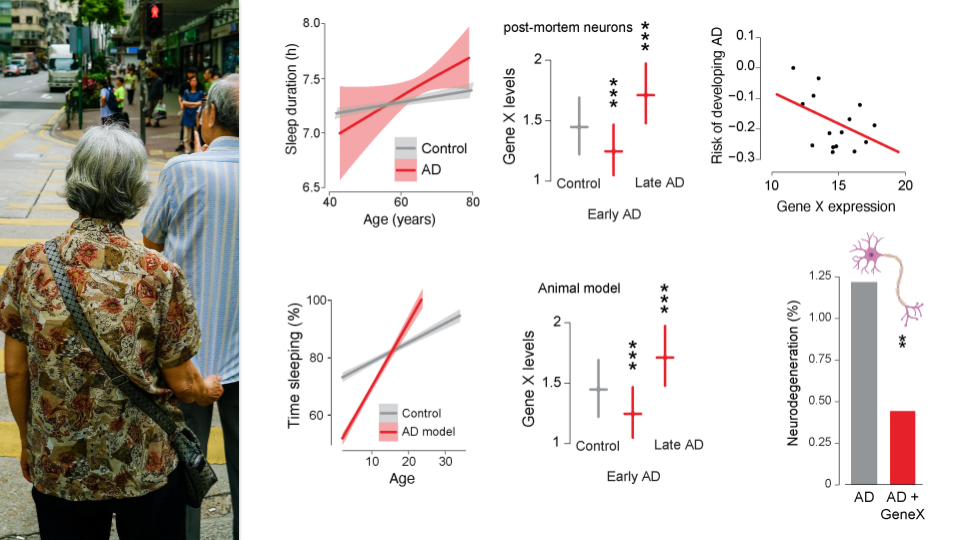 8.0
7.5
7.0
6.5
Sleep duration (h)
40 60 80
Age (years)
Control
AD
post-mortem neurons
***
***
2
1.5
1
Gene X levels
Control Late AD
Early AD
0.1
0.0
−0.1
−0.2
−0.3
Risk of developing AD
10 15 20
Gene X expression
100
80
60
Time sleeping (%)
10 20 30
Age
Control
AD model
Animal model
***
***
2
1.5
1
Gene X levels
Control Late AD
Early AD
1.25
1.00
0.75
0.50
0.25
0
Neurodegeneration (%)
**
AD AD +
GeneX